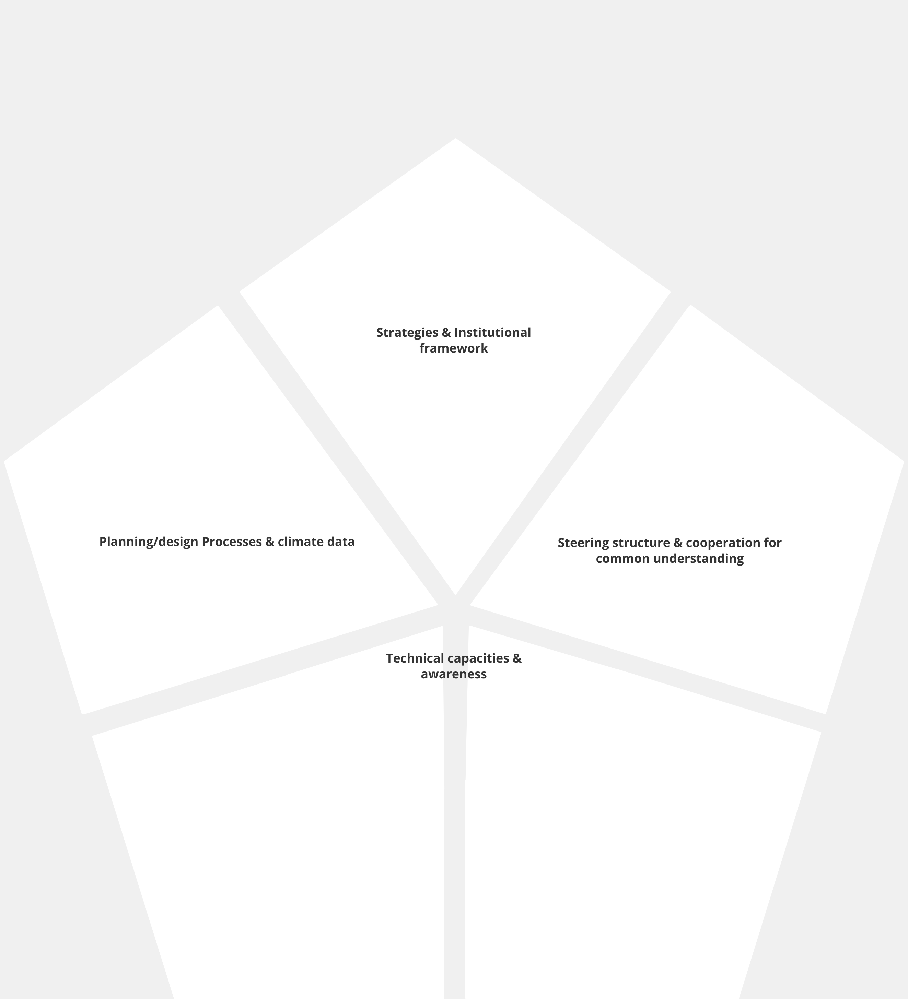 Strategies & Institutional
framework
Planning/design Processes & climate data
Steering structure & cooperation for
common understanding
Technical capacities &
awareness